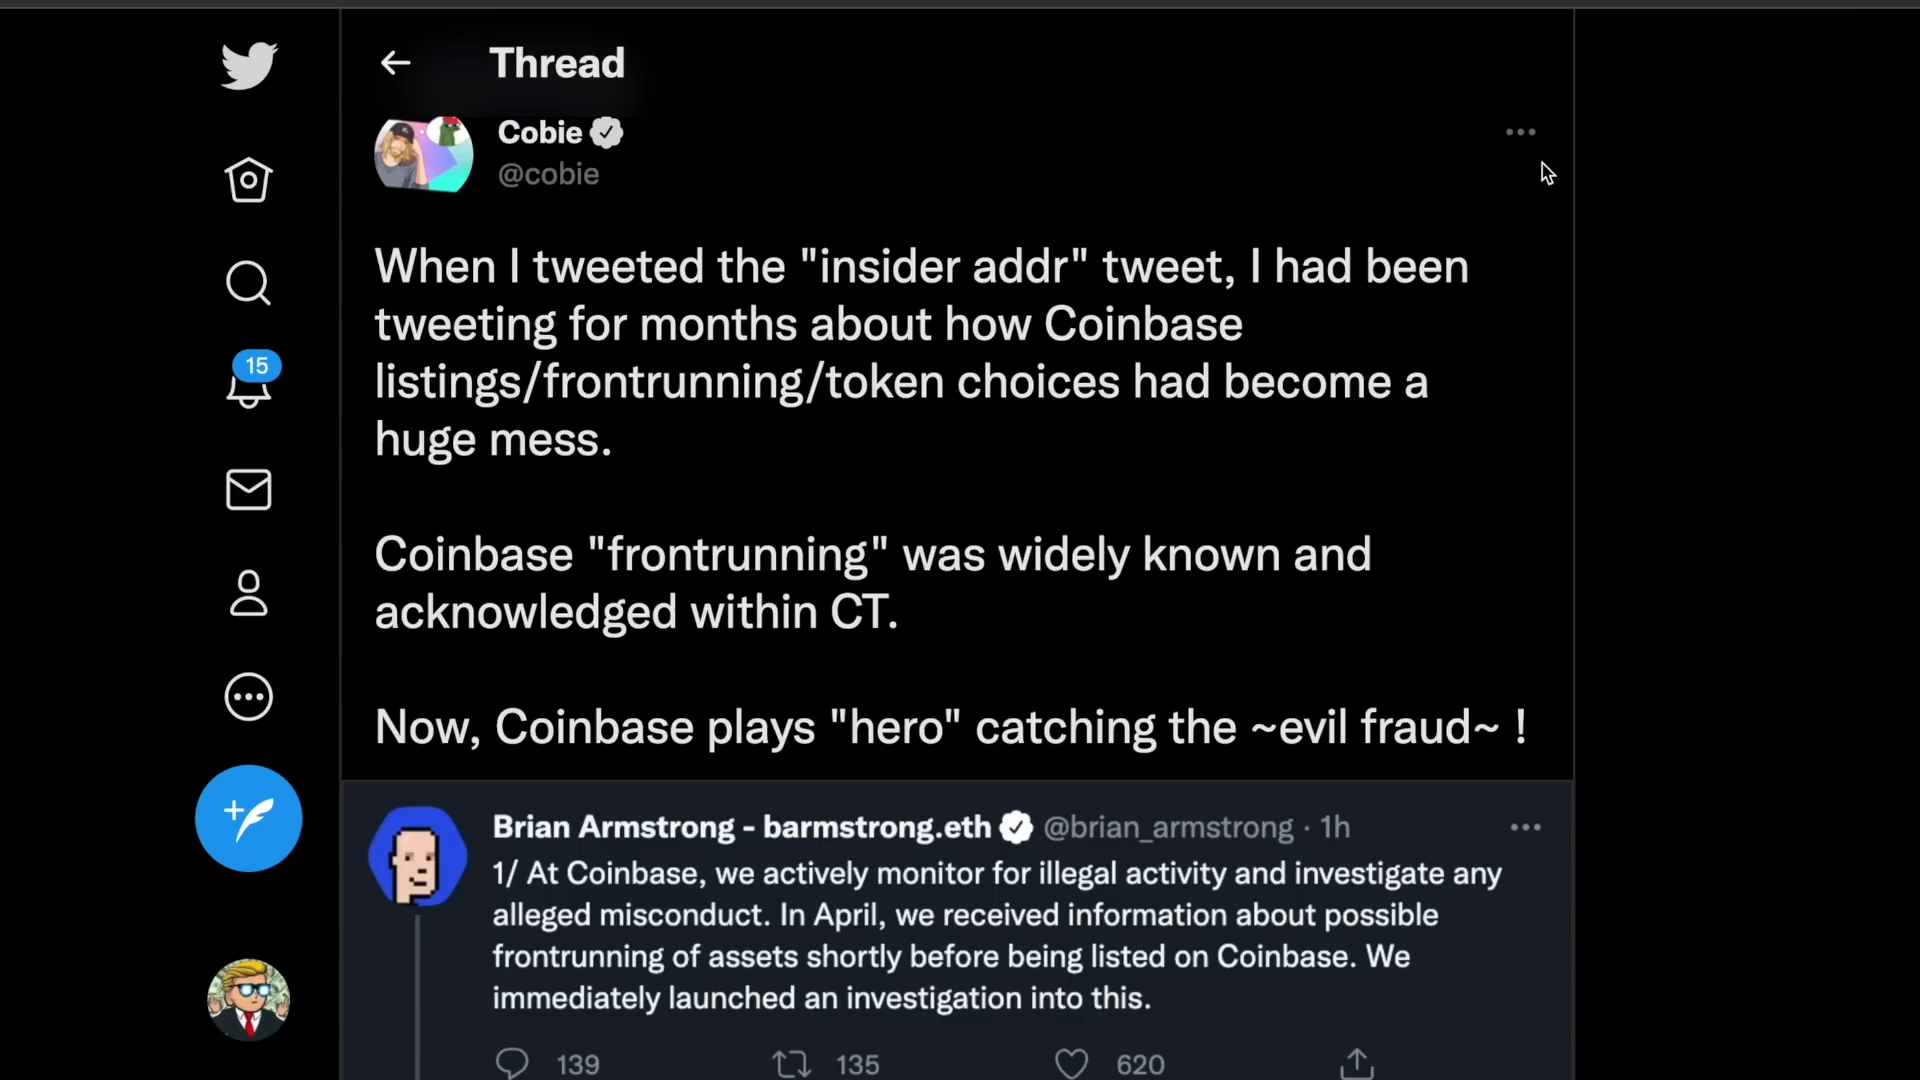 Thread
Cobie
@cobie
When I tweeted the "insider addr" tweet, I had been
tweeting for months about how Coinbase
listings/frontrunning/token choices had become a
huge mess.
Coinbase "frontrunning" was widely known and
acknowledged within CT.
Now, Coinbase plays "hero" catching the ~evil fraud~ !
15
Brian Armstrong - barmstrong.eth @brian_armstrong · 1h
1/ At Coinbase, we actively monitor for illegal activity and investigate any
alleged misconduct. In April, we received information about possible
frontrunning of assets shortly before being listed on Coinbase. We
immediately launched an investigation into this.
139 135 620